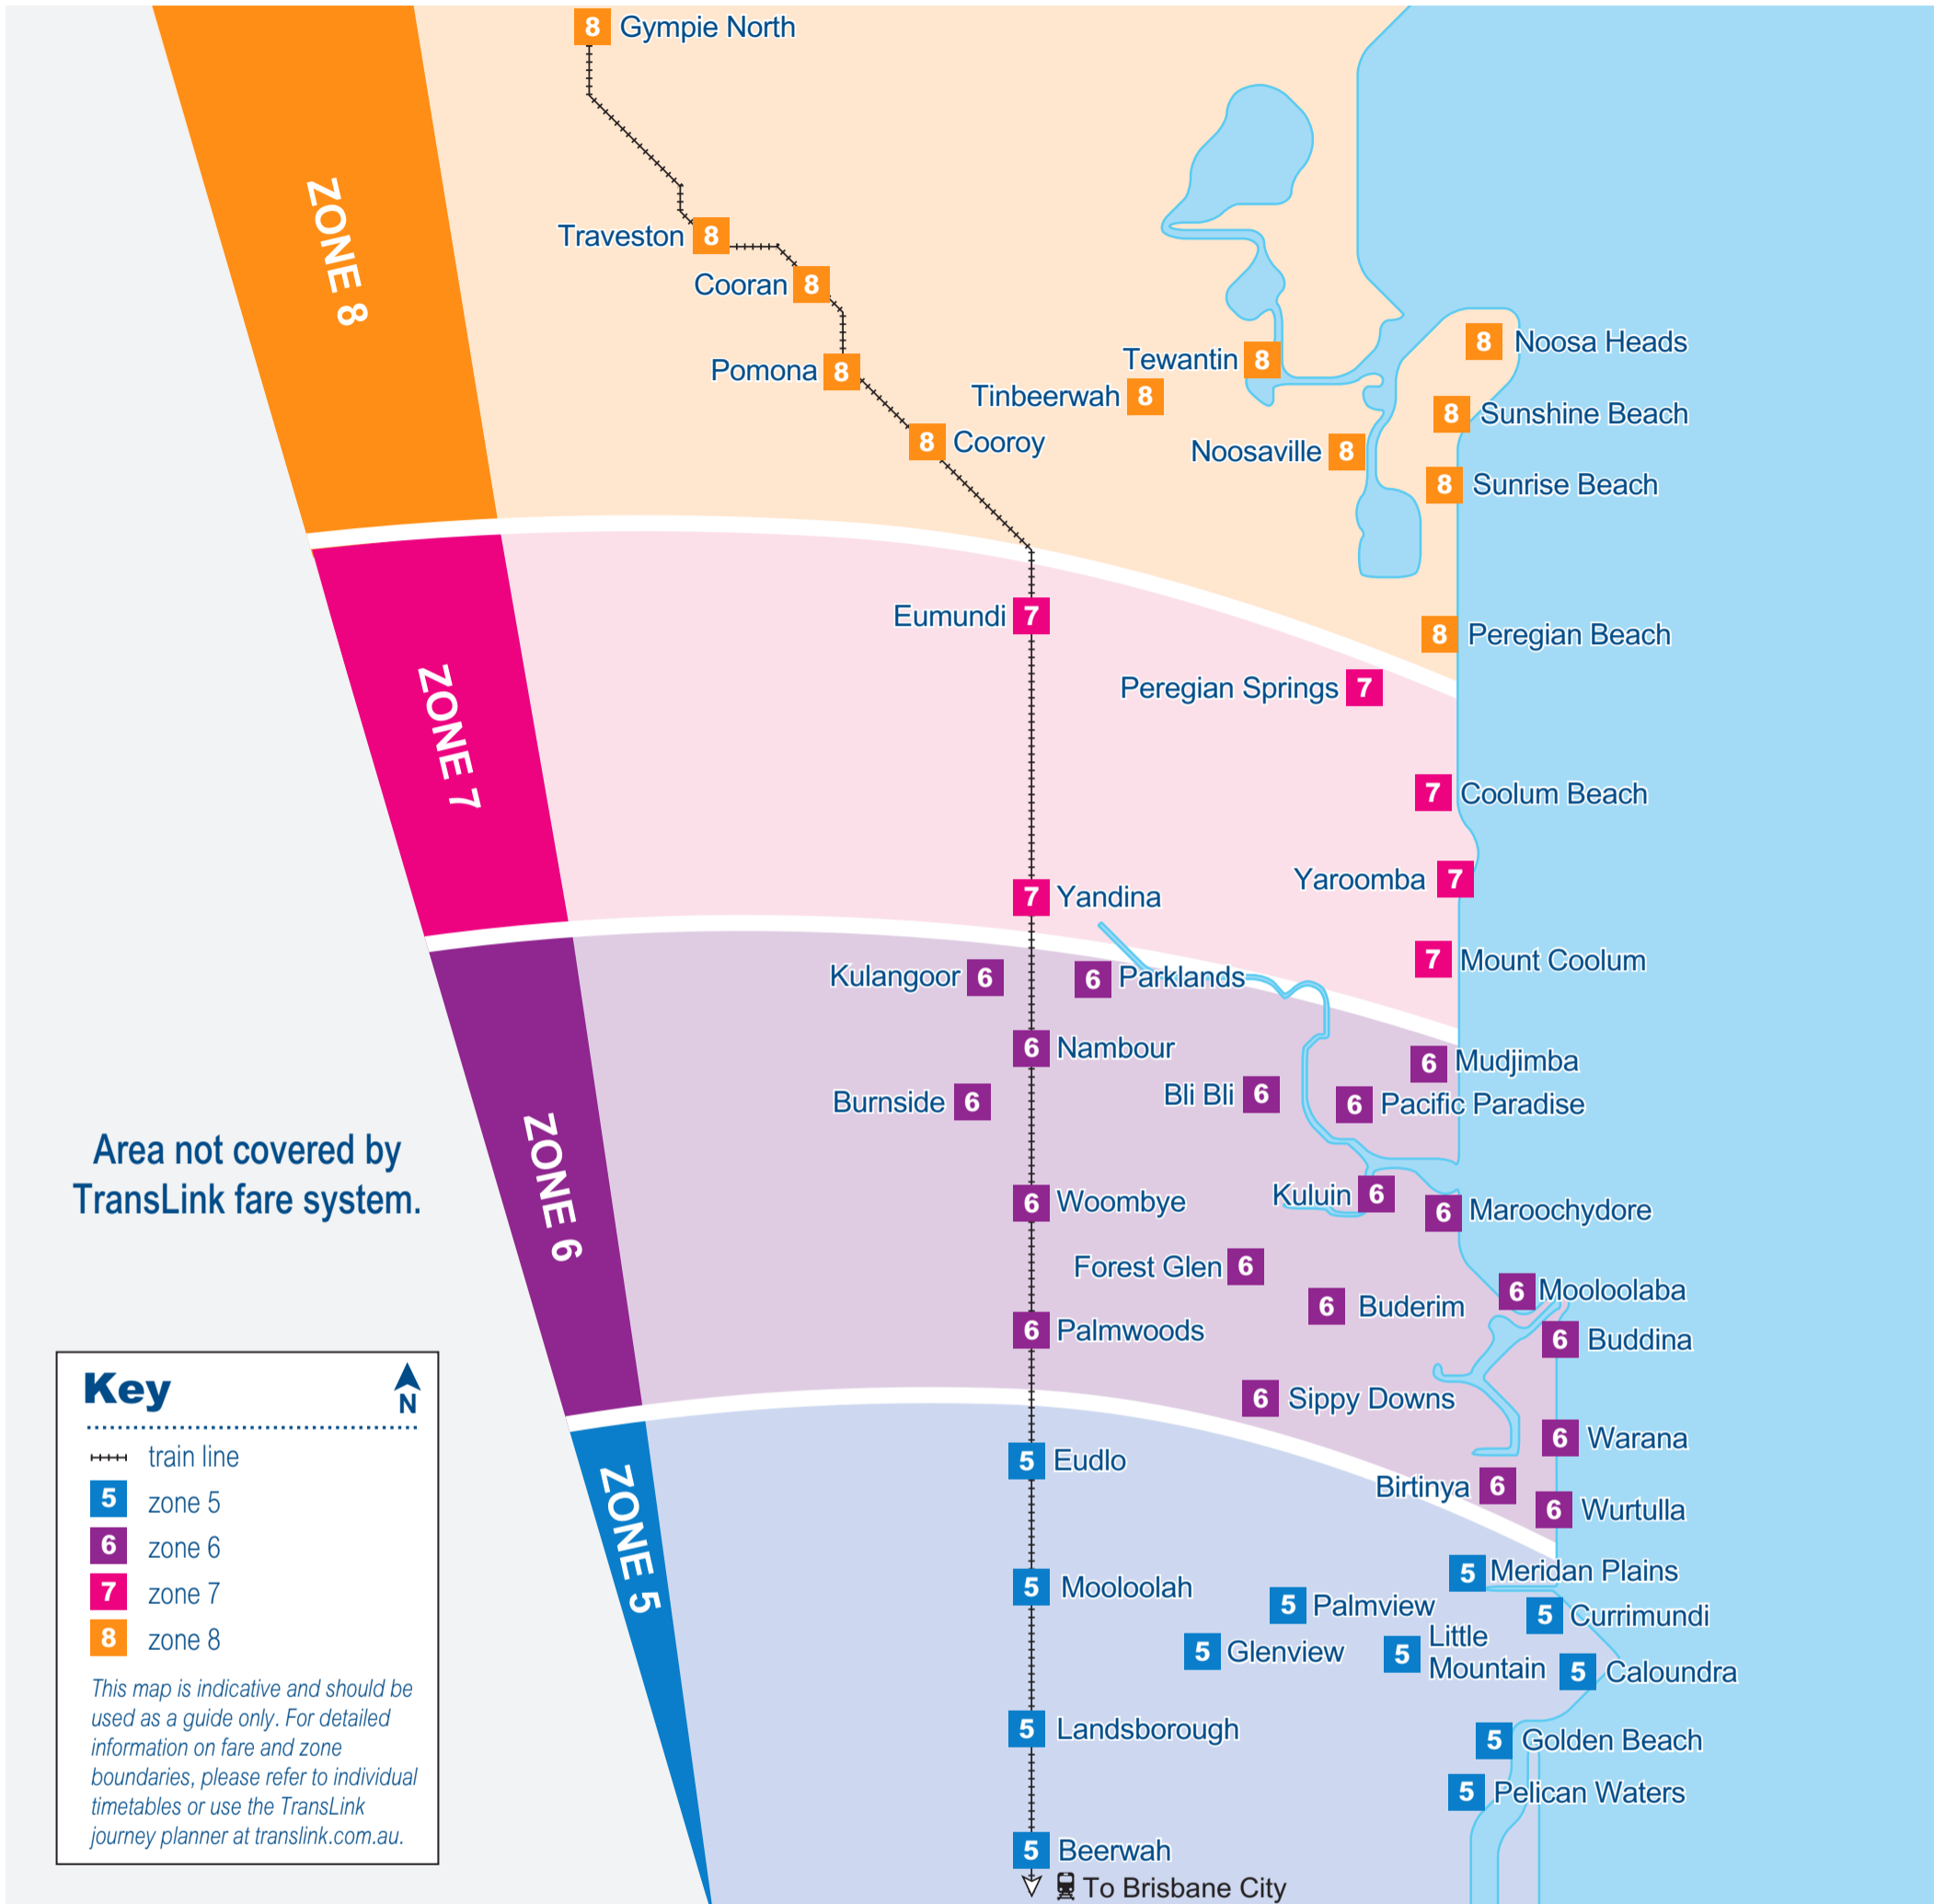 8 Gympie North
ZONE 8
Traveston 8
Cooran 8
8 Noosa Heads
Tewantin 8
Pomona 8
Tinbeerwah 8
8 Sunshine Beach
8 Cooroy
Noosaville 8
8 Sunrise Beach
Eumundi 7
8 Peregian Beach
ZONE 7
Peregian Springs 7
7 Coolum Beach
Yaroomba 7
7 Yandina
7 Mount Coolum
Kulangoor 6
6 Parklands
6 Nambour
6 Mudjimba
Bli Bli 6
Burnside 6
6 Pacific Paradise
ZONE 6
Area not covered by
TransLink fare system.
Kuluin 6
6 Woombye
6 Maroochydore
Forest Glen 6
6 Mooloolaba
6 Buderim
6 Palmwoods
6 Buddina
6 Sippy Downs
6 Warana
5 Eudlo
Birtinya 6
6 Wurtulla
ZONE 5
5 Meridan Plains
5 Mooloolah
5 Palmview
5 Currimundi
5 Glenview
5 Little
Mountain
5 Caloundra
5 Landsborough
5 Golden Beach
5 Pelican Waters
5 Beerwah
To Brisbane City
Key
N
train line
5 zone 5
6 zone 6
7 zone 7
8 zone 8
This map is indicative and should be
used as a guide only. For detailed
information on fare and zone
boundaries, please refer to individual
timetables or use the TransLink
journey planner at translink.com.au.